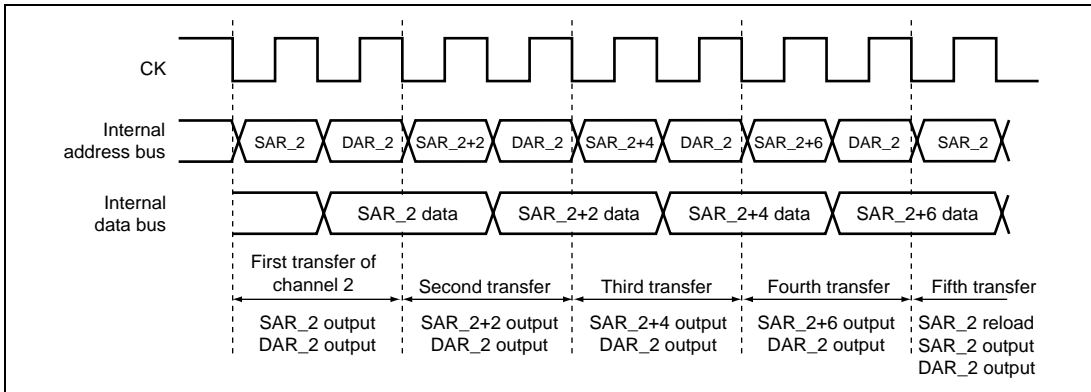 CK
Internal
address bus
SAR_2 DAR_2 SAR_2+2 DAR_2 SAR_2+4 DAR_2 SAR_2+6 DAR_2 SAR_2
Internal
data bus
SAR_2 data SAR_2+2 data SAR_2+4 data SAR_2+6 data
First transfer of
channel 2
Second transfer
Third transfer
Fourth transfer
Fifth transfer
SAR_2 output
DAR_2 output
SAR_2+2 output
DAR_2 output
SAR_2+4 output
DAR_2 output
SAR_2+6 output
DAR_2 output
SAR_2 reload
SAR_2 output
DAR_2 output